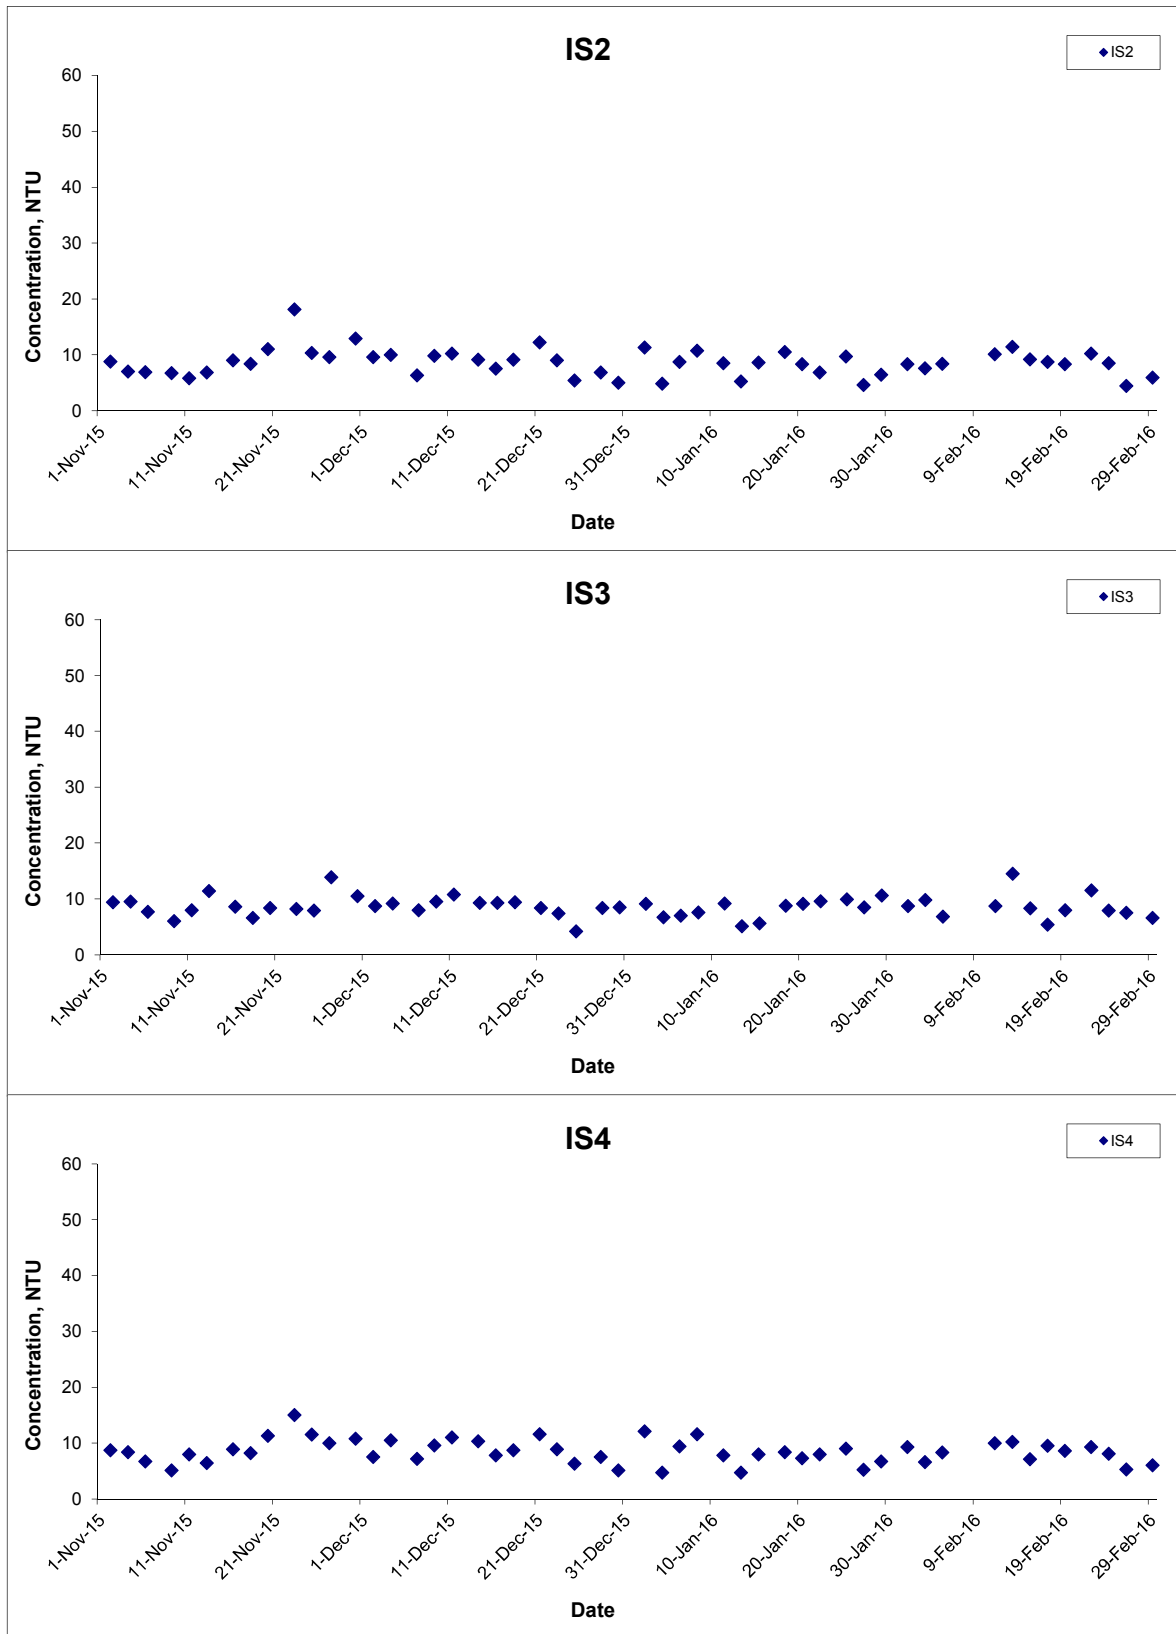 IS2
IS2
60
50
40
30
20
10
0
Concentration, NTU
1-Nov-15
11-Nov-15
21-Nov-15
1-Dec-15
11-Dec-15
21-Dec-15
31-Dec-15
10-Jan-16
20-Jan-16
30-Jan-16
9-Feb-16
19-Feb-16
29-Feb-16
Date
IS3
IS3
60
50
40
30
20
10
0
Concentration, NTU
1-Nov-15
11-Nov-15
21-Nov-15
1-Dec-15
11-Dec-15
21-Dec-15
31-Dec-15
10-Jan-16
20-Jan-16
30-Jan-16
9-Feb-16
19-Feb-16
29-Feb-16
Date
IS4
IS4
60
50
40
30
20
10
0
Concentration, NTU
1-Nov-15
11-Nov-15
21-Nov-15
1-Dec-15
11-Dec-15
21-Dec-15
31-Dec-15
10-Jan-16
20-Jan-16
30-Jan-16
9-Feb-16
19-Feb-16
29-Feb-16
Date